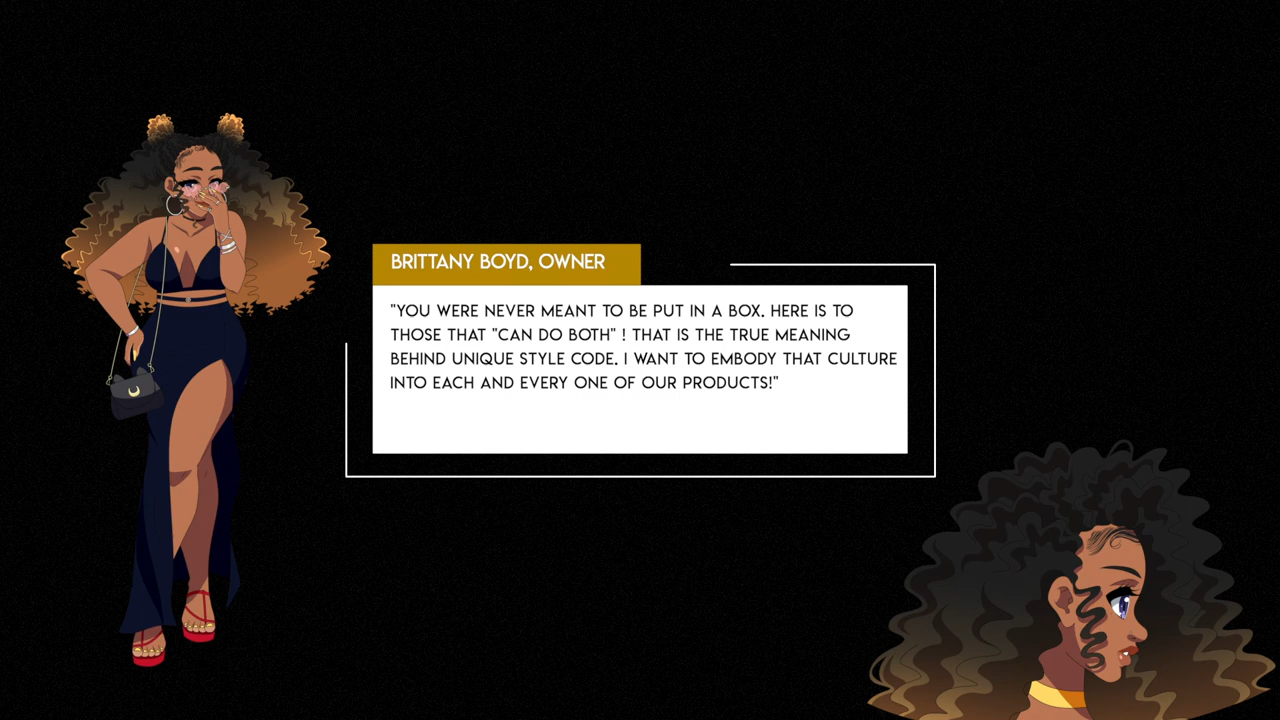 BRITTANY BOYD, OWNER
"YOU WERE NEVER MEANT TO BE PUT IN A BOX. HERE IS TO
THOSE THAT "CAN DO BOTH" ! THAT IS THE TRUE MEANING
BEHIND UNIQUE STYLE CODE. I WANT TO EMBODY THAT CULTURE
INTO EACH AND EVERY ONE OF OUR PRODUCTS!"